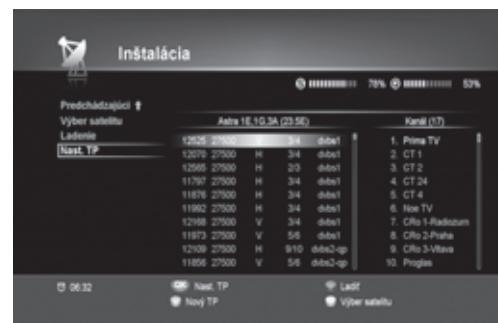 Inštalácia
78% 53%
Predchádzajúci
Výber satelitu
Ladenie
Nast. TP
Astra 1E,1G,3A (23.5E)
12525 27500 3/4 dvbs1
12070 27500 H 3/4 dvbs1
12565 27500 H 2/3 dvbs1
11797 27500 H 3/4 dvbs1
11876 27500 H 3/4 dvbs1
11992 27500 H 3/4 dvbs1
12168 27500 V 3/4 dvbs1
11973 27500 V 5/6 dvbs1
12109 27500 H 9/10 dvbs2-qp
11856 27500 V 5/6 dvbs2-qp
Kanál (17)
1. Prima TV
2. CT 1
3. CT 2
4. CT 24
5. CT 4
6. Noe TV
7. CRo 1-Radiozurn
8. CRo 2-Praha
9. CRo 3-Vltava
10. Proglas
06:32
OK Nast. TP
Ladiť
Nový TP
Výber satelitu